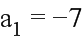 a₁ = −7